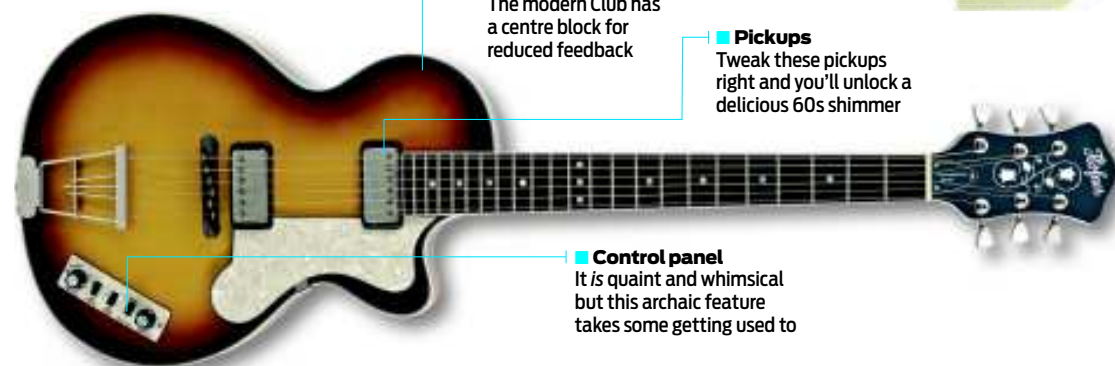 The modern Club has
a centre block for
reduced feedback
Pickups
Tweak these pickups
right and you'll unlock a
delicious 60s shimmer
Control panel
It is quaint and whimsical
but this archaic feature
takes some getting used to
Höfner